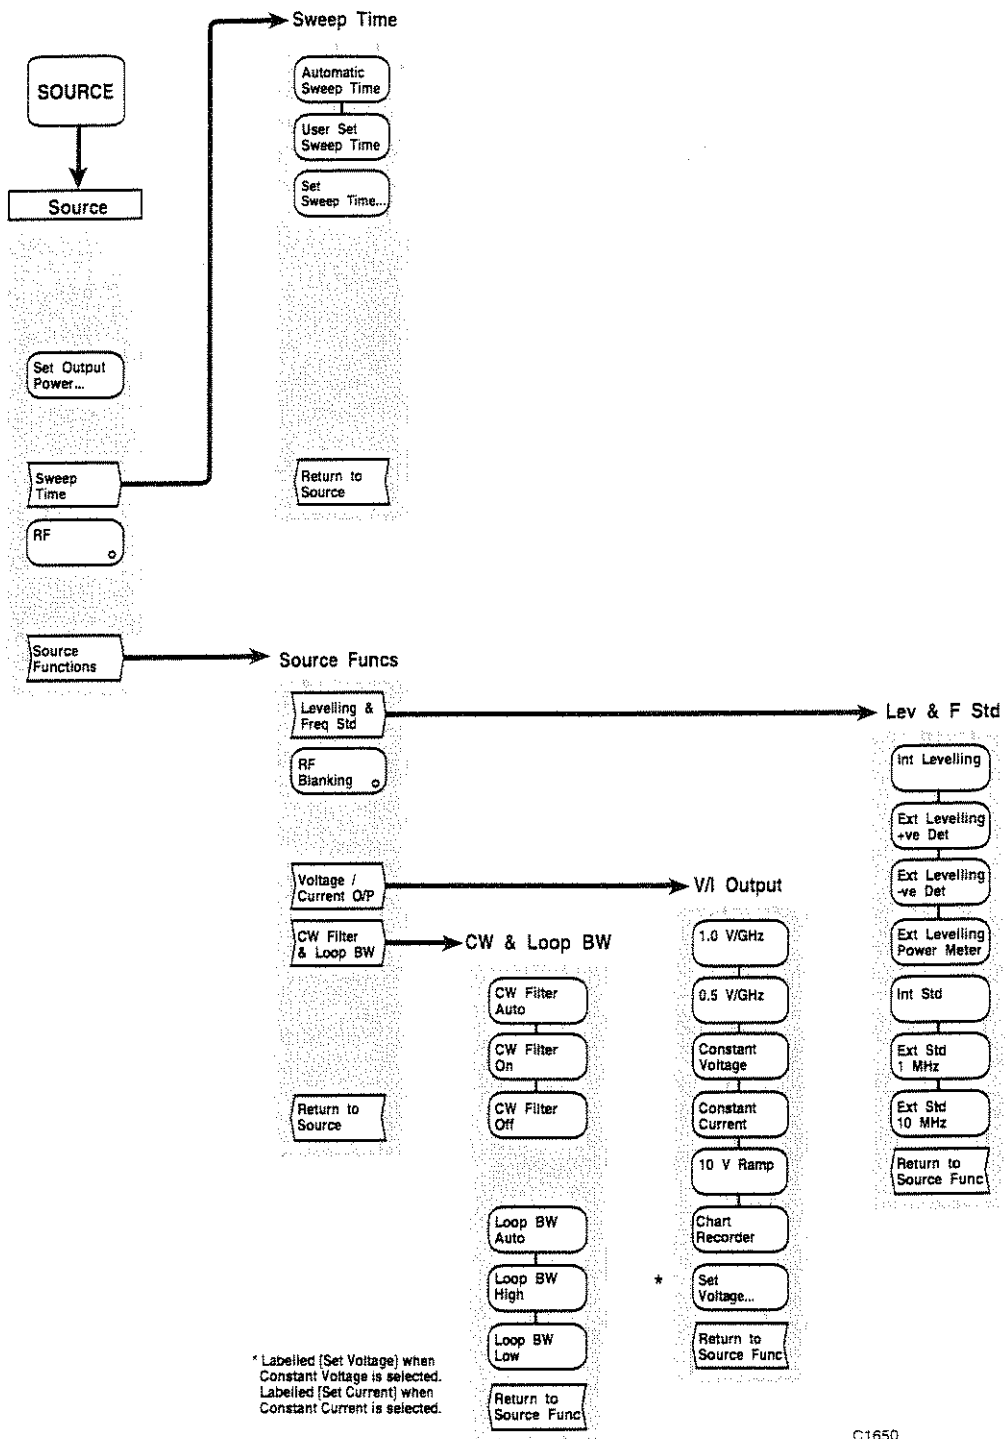 Sweep Time
Automatic
Sweep Time
User Set
Sweep Time
Set
Sweep Time...
Return to
Source
SOURCE
Source
Set Output
Power...
Sweep
Time
RF
Source
Functions
Source Funcs
Levelling &
Freq Std
RF
Blanking
Voltage /
Current O/P
CW Filter
& Loop BW
Return to
Source
CW & Loop BW
CW Filter
Auto
CW Filter
On
CW Filter
Off
Loop BW
Auto
Loop BW
High
Loop BW
Low
Return to
Source Func
V/I Output
1.0 V/GHz
0.5 V/GHz
Constant
Voltage
Constant
Current
10 V Ramp
Chart
Recorder
*
Set
Voltage...
Return to
Source Func
Lev & F Std
Int Levelling
Ext Levelling
+ve Det
Ext Levelling
-ve Det
Ext Levelling
Power Meter
Int Std
Ext Std
1 MHz
Ext Std
10 MHz
Return to
Source Func
* Labelled [Set Voltage] when
Constant Voltage is selected.
Labelled [Set Current] when
Constant Current is selected.
C1650